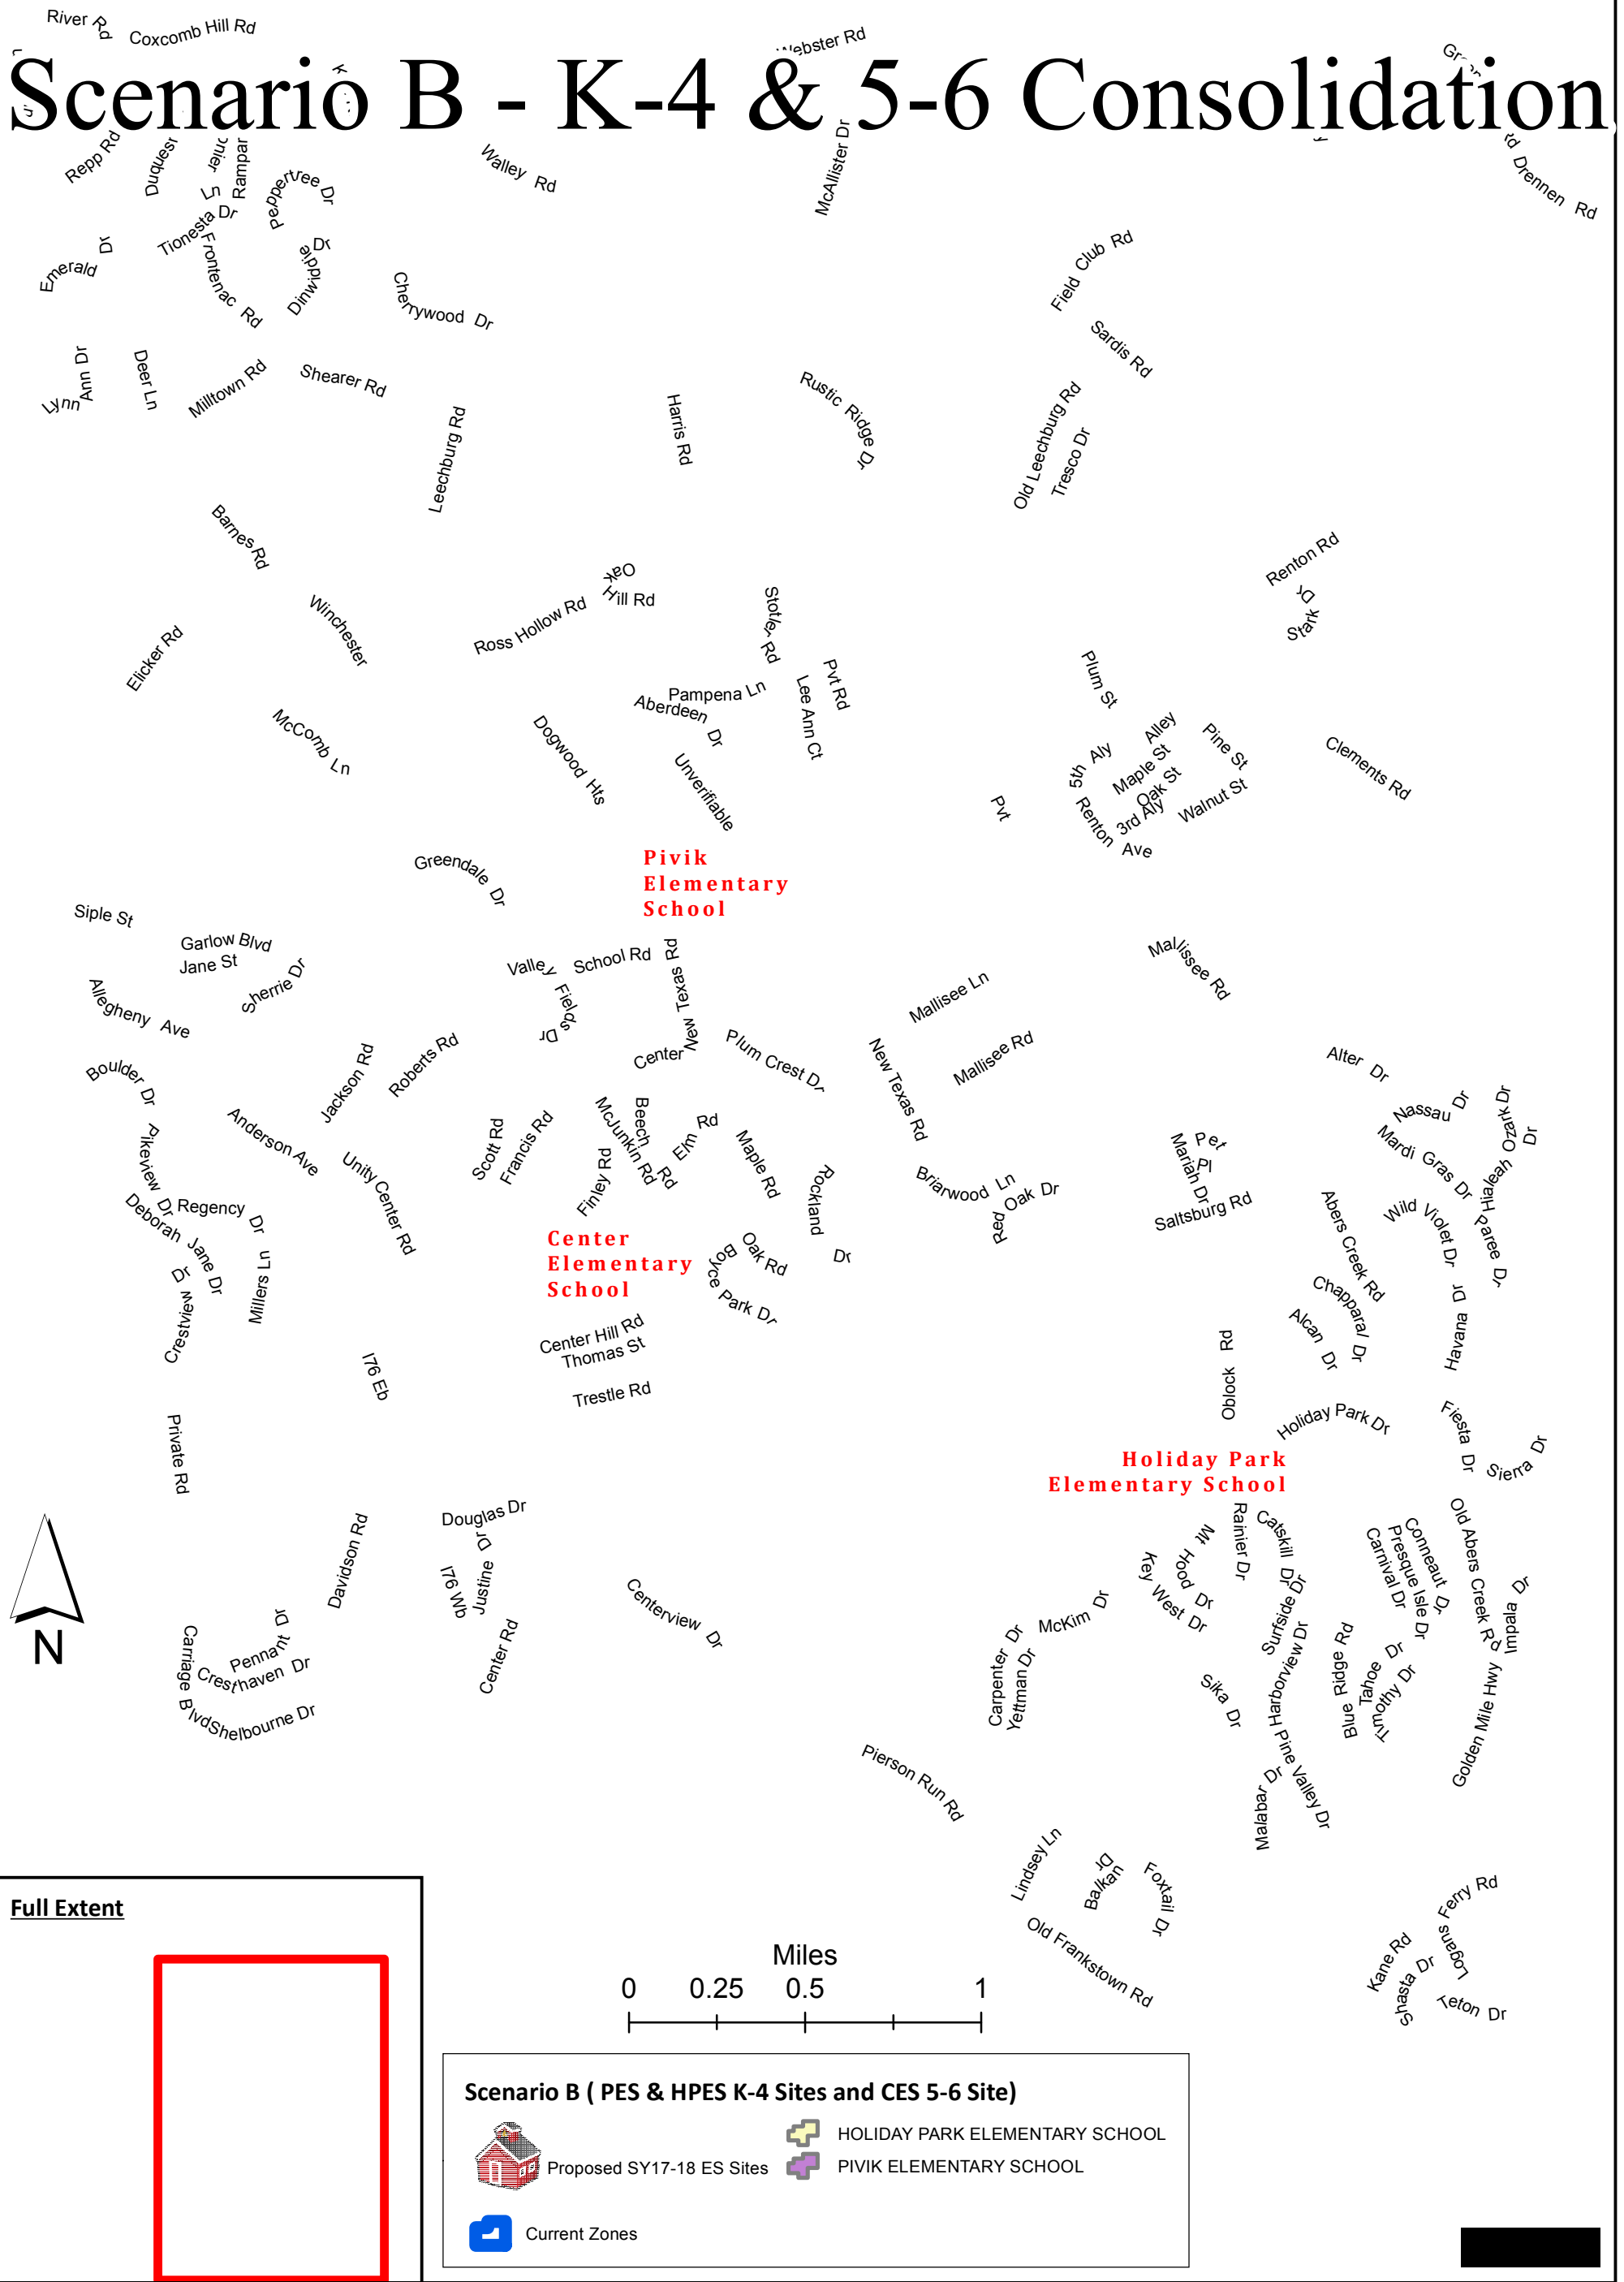 River Rd
Coxcomb Hill Rd
Webster Rd
Scenario B - K-4 & 5-6 Consolidation
Repp Rd
Ln
Walley Rd
McAllister Dr
Drennen Rd
Peppertree Dr
Tionesta Dr
Emerald Dr
Frontenac Rd
Dinwiddie Dr
Cherrywood Dr
Field Club Rd
Sardis Rd
Lynn Ann Dr
Deer Ln
Milltown Rd
Shearer Rd
Leechburg Rd
Harris Rd
Rustic Ridge Dr
Old Leechburg Rd
Tresco Dr
Barnes Rd
Renton Rd
Stark Dr
Oak Hill Rd
Ross Hollow Rd
Winchester
Stotler Rd
Elicker Rd
Plum St
Pvt Rd
Lee Ann Ct
Pampena Ln
Aberdeen Dr
McComb Ln
Dogwood Hts
Unverifiable
5th Aly
Alley
Maple St
Oak St
3rd Aly
Pine St
Walnut St
Renton Ave
Pvt
Clements Rd
Greendale Dr
Pivik
Elementary
School
Siple St
Garlow Blvd
Jane St
Sherrie Dr
Allegheny Ave
Valley Fields Dr
School Rd
New Texas Rd
Center
Mallissee Rd
Mallisee Ln
Mallisee Rd
New Texas Rd
Plum Crest Dr
Boulder Dr
Jackson Rd
Roberts Rd
Anderson Ave
Pikeview Dr
Alter Dr
Nassau Dr
Ozark Dr
Mardi Gras Dr
Haleah Dr
Scott Rd
Francis Rd
Finley Rd
McJunkin Rd
Beech Rd
Elm Rd
Maple Rd
Rockland Dr
Briarwood Ln
Red Oak Dr
Pet Pl
Mariah Dr
Saltsburg Rd
Unity Center Rd
Regency Dr
Deborah Jane Dr
Millers Ln
Crestview Dr
Center
Elementary
School
Oak Rd
Boyce Park Dr
Abers Creek Rd
Wild Violet Dr
Paree Dr
Chapparal Dr
Alcan Dr
Havana Dr
Center Hill Rd
Thomas St
Trestle Rd
I76 Eb
Oblock Rd
Holiday Park Dr
Fiesta Dr
Sierra Dr
Private Rd
Holiday Park
Elementary School
Douglas Dr
Justine Dr
I76 Wb
Davidson Rd
Center Rd
Centerview Dr
Rainier Dr
Catskill Dr
Mt Hood Dr
Key West Dr
McKim Dr
Surfside Dr
Harborview Dr
Conneaut Dr
Presque Isle Dr
Carnival Dr
Old Abers Creek Rd
Impala Dr
N
Carriage Blvd
Pennant Dr
Cresthaven Dr
Shelbourne Dr
Carpenter Dr
Yettman Dr
Sika Dr
Blue Ridge Rd
Tahoe Dr
Timothy Dr
Golden Mile Hwy
Pierson Run Rd
Pine Valley Dr
Malabar Dr
Lindsey Ln
Balkan Dr
Foxtail Dr
Old Frankstown Rd
Logans Ferry Rd
Kane Rd
Shasta Dr
Teton Dr
Full Extent
Miles
0 0.25 0.5 1
Scenario B ( PES & HPES K-4 Sites and CES 5-6 Site)
Proposed SY17-18 ES Sites
HOLIDAY PARK ELEMENTARY SCHOOL
PIVIK ELEMENTARY SCHOOL
Current Zones